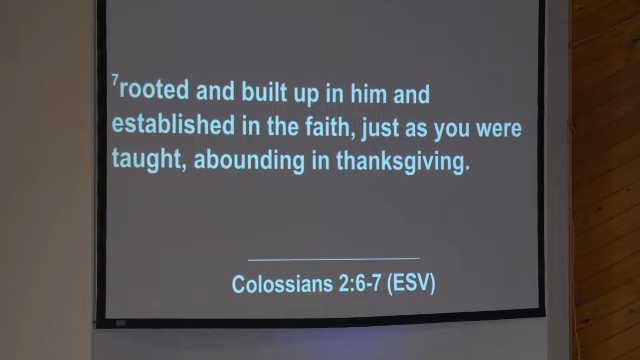 ⁷rooted and built up in him and
established in the faith, just as you were
taught, abounding in thanksgiving.
Colossians 2:6-7 (ESV)